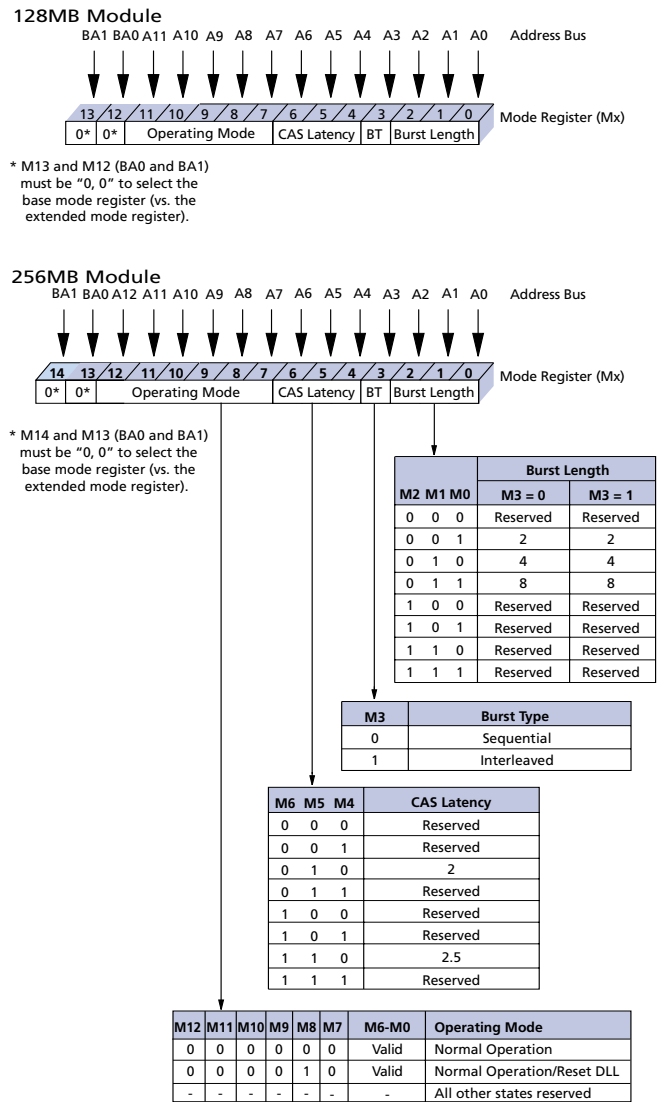 128MB Module
BA1 BA0 A11 A10 A9 A8 A7 A6 A5 A4 A3 A2 A1 A0 Address Bus
13 12 11 10 9 8 7 6 5 4 3 2 1 0 Mode Register (Mx)
0* 0* Operating Mode CAS Latency BT Burst Length
* M13 and M12 (BA0 and BA1)
must be “0, 0” to select the
base mode register (vs. the
extended mode register).
256MB Module
BA1 BA0 A12 A11 A10 A9 A8 A7 A6 A5 A4 A3 A2 A1 A0 Address Bus
14 13 12 11 10 9 8 7 6 5 4 3 2 1 0 Mode Register (Mx)
0* 0* Operating Mode CAS Latency BT Burst Length
* M14 and M13 (BA0 and BA1)
must be “0, 0” to select the
base mode register (vs. the
extended mode register).
Burst Length
M2 M1 M0 M3 = 0 M3 = 1
0 0 0 Reserved Reserved
0 0 1 2 2
0 1 0 4 4
0 1 1 8 8
1 0 0 Reserved Reserved
1 0 1 Reserved Reserved
1 1 0 Reserved Reserved
1 1 1 Reserved Reserved
M3 Burst Type
0 Sequential
1 Interleaved
M6 M5 M4 CAS Latency
0 0 0 Reserved
0 0 1 Reserved
0 1 0 2
0 1 1 Reserved
1 0 0 Reserved
1 0 1 Reserved
1 1 0 2.5
1 1 1 Reserved
M12 M11 M10 M9 M8 M7 M6-M0 Operating Mode
0 0 0 0 0 0 Valid Normal Operation
0 0 0 0 1 0 Valid Normal Operation/Reset DLL
- - - - - - - All other states reserved